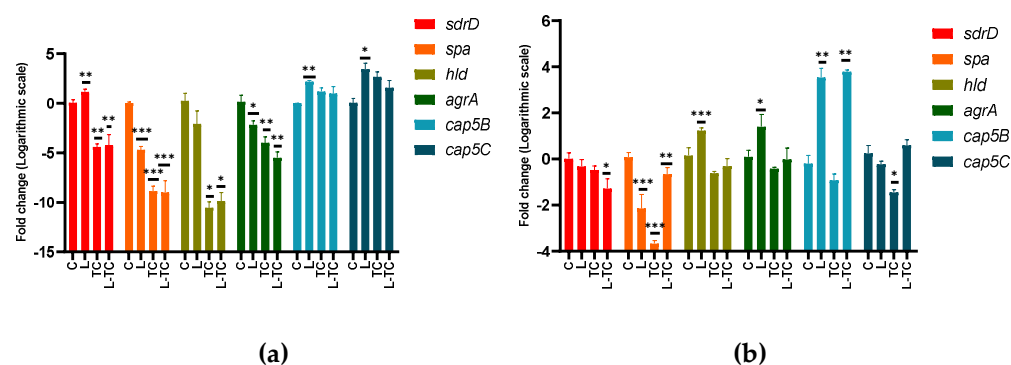 Fold change (Logarithmic scale)
5
0
-5
-10
-15
**
**
**
***
***
***
*
*
*
**
**
**
*
C
L
TC
L-TC
C
L
TC
L-TC
C
L
TC
L-TC
C
L
TC
L-TC
C
L
TC
L-TC
C
L
TC
L-TC
sdrD
spa
hld
agrA
cap5B
cap5C
(a)
Fold change (Logarithmic scale)
6
4
2
0
-2
-4
*
***
***
**
***
*
**
**
*
C
L
TC
L-TC
C
L
TC
L-TC
C
L
TC
L-TC
C
L
TC
L-TC
C
L
TC
L-TC
C
L
TC
L-TC
sdrD
spa
hld
agrA
cap5B
cap5C
(b)